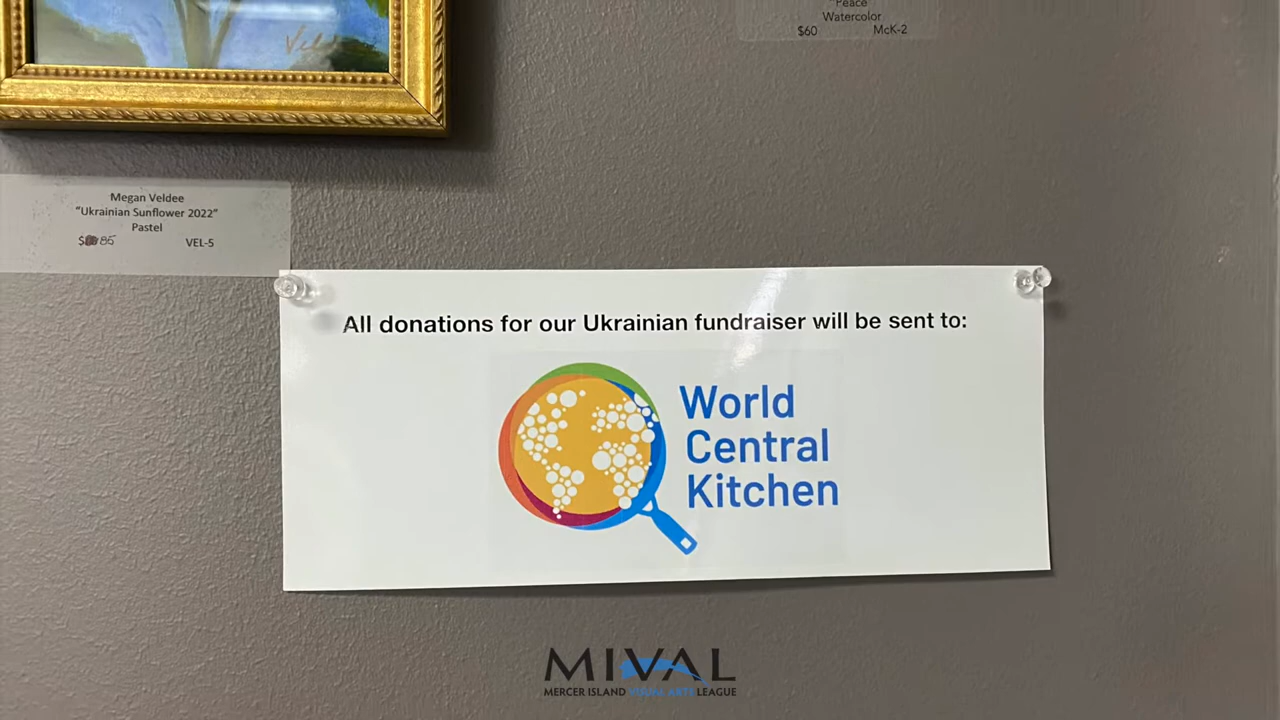 "Peace
Watercolor
$60 McK-2
Megan Veldee
"Ukrainian Sunflower 2022"
Pastel
$ 85 VEL-5
All donations for our Ukrainian fundraiser will be sent to:
World
Central
Kitchen
MIVAL
MERCER ISLAND VISUAL ARTS LEAGUE